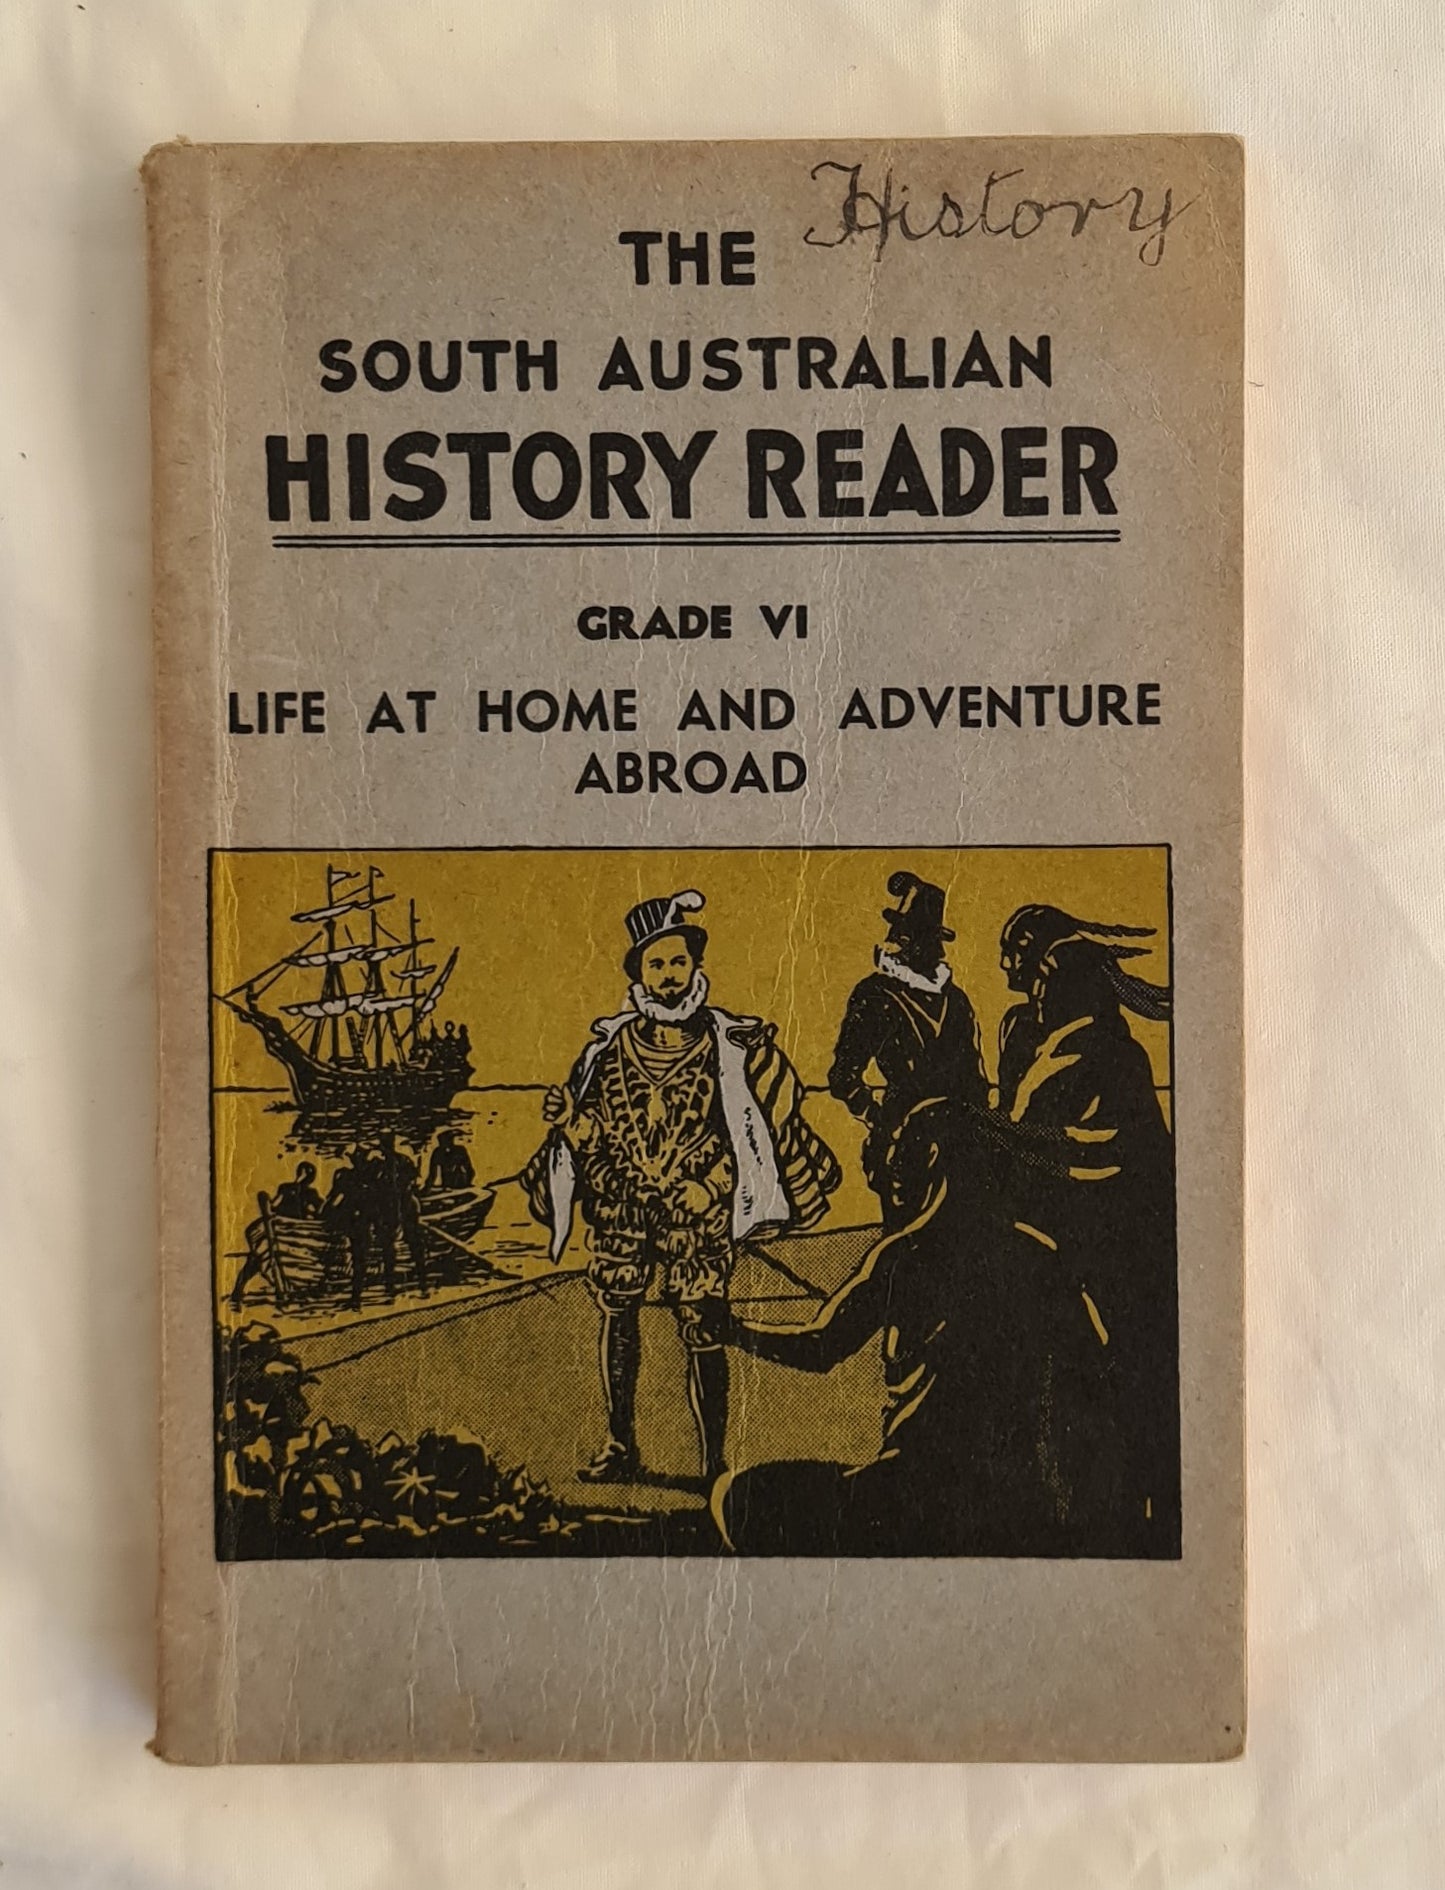 History
THE
SOUTH AUSTRALIAN
HISTORY READER
GRADE VI
LIFE AT HOME AND ADVENTURE
ABROAD